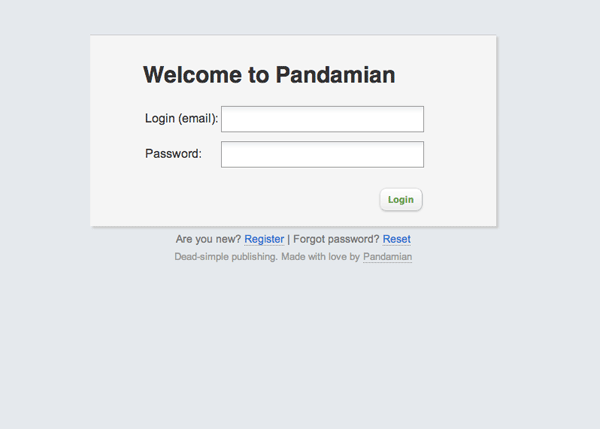 Welcome to Pandamian
Login (email):
Password:
Login
Are you new? Register | Forgot password? Reset
Dead-simple publishing. Made with love by Pandamian